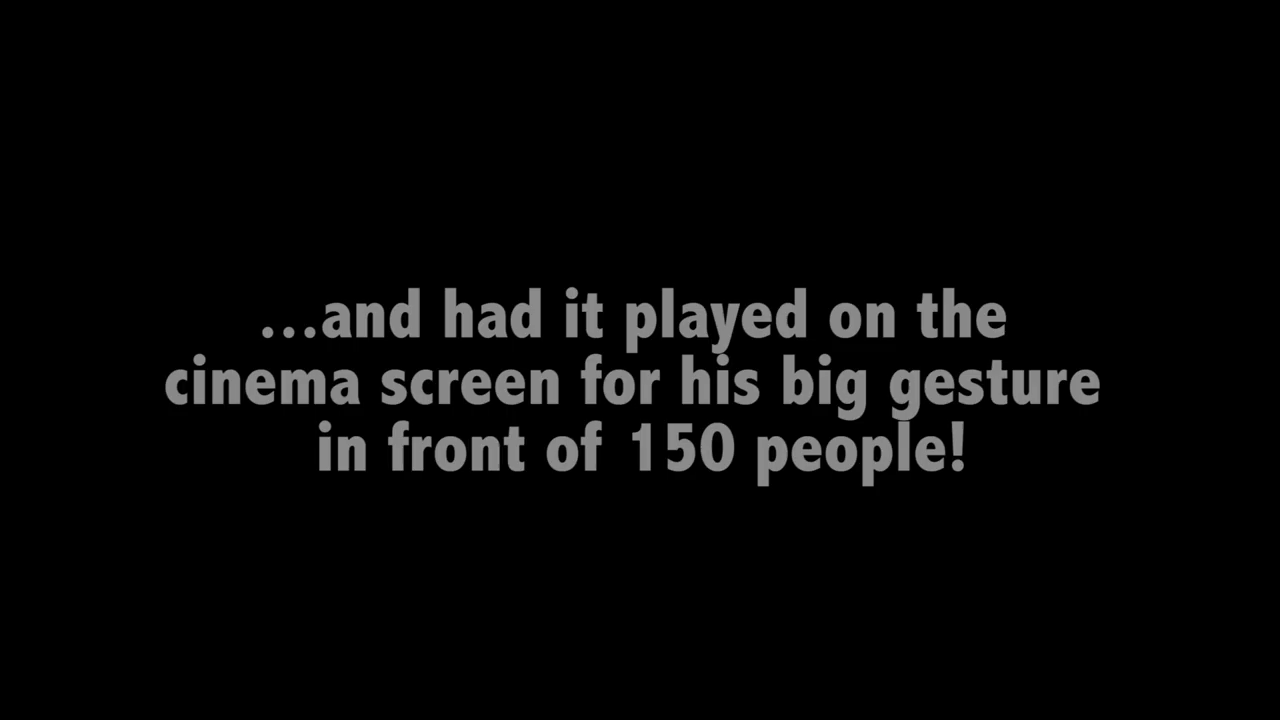 ...and had it played on the
cinema screen for his big gesture
in front of 150 people!